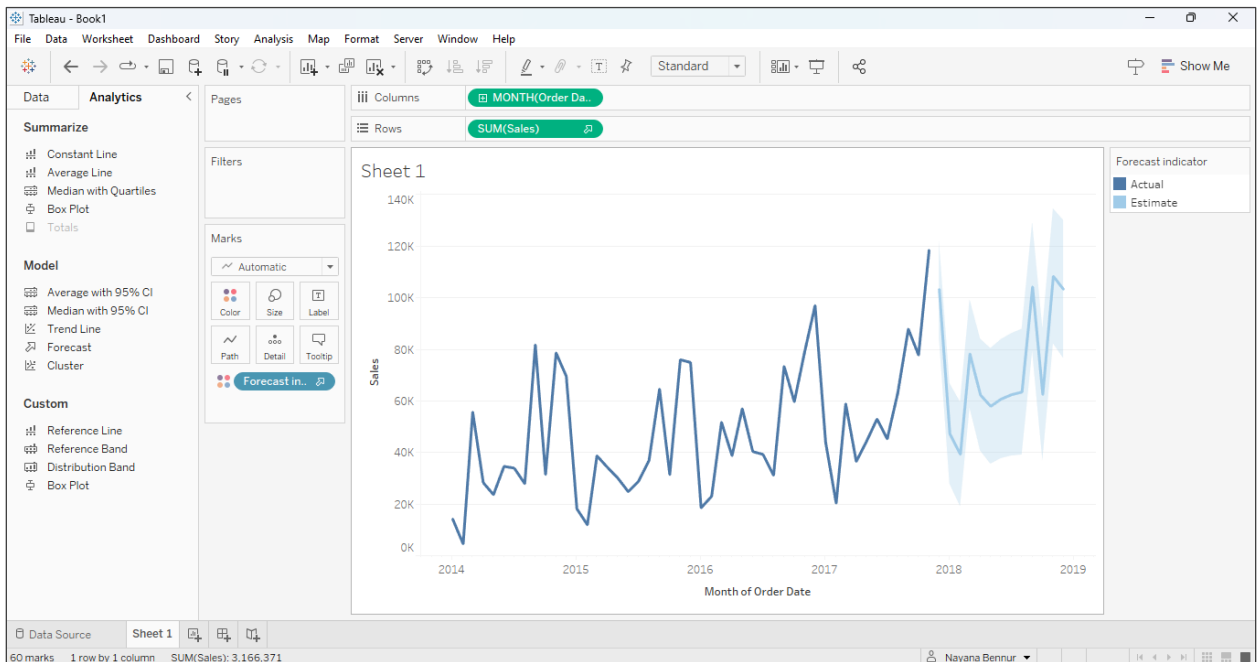 Tableau - Book1
File Data Worksheet Dashboard Story Analysis Map Format Server Window Help
Standard
Show Me
Data Analytics
Pages
Columns
MONTH(Order Da..
Rows
SUM(Sales)
Summarize
Constant Line
Average Line
Median with Quartiles
Box Plot
Totals
Model
Average with 95% CI
Median with 95% CI
Trend Line
Forecast
Cluster
Custom
Reference Line
Reference Band
Distribution Band
Box Plot
Filters
Marks
Automatic
Color Size Label
Path Detail Tooltip
Forecast in..
Sheet 1
140K
120K
100K
80K
60K
40K
20K
0K
Sales
2014 2015 2016 2017 2018 2019
Month of Order Date
Forecast indicator
Actual
Estimate
Data Source Sheet 1
60 marks 1 row by 1 column SUM(Sales): 3,166,371
Nayana Bennur